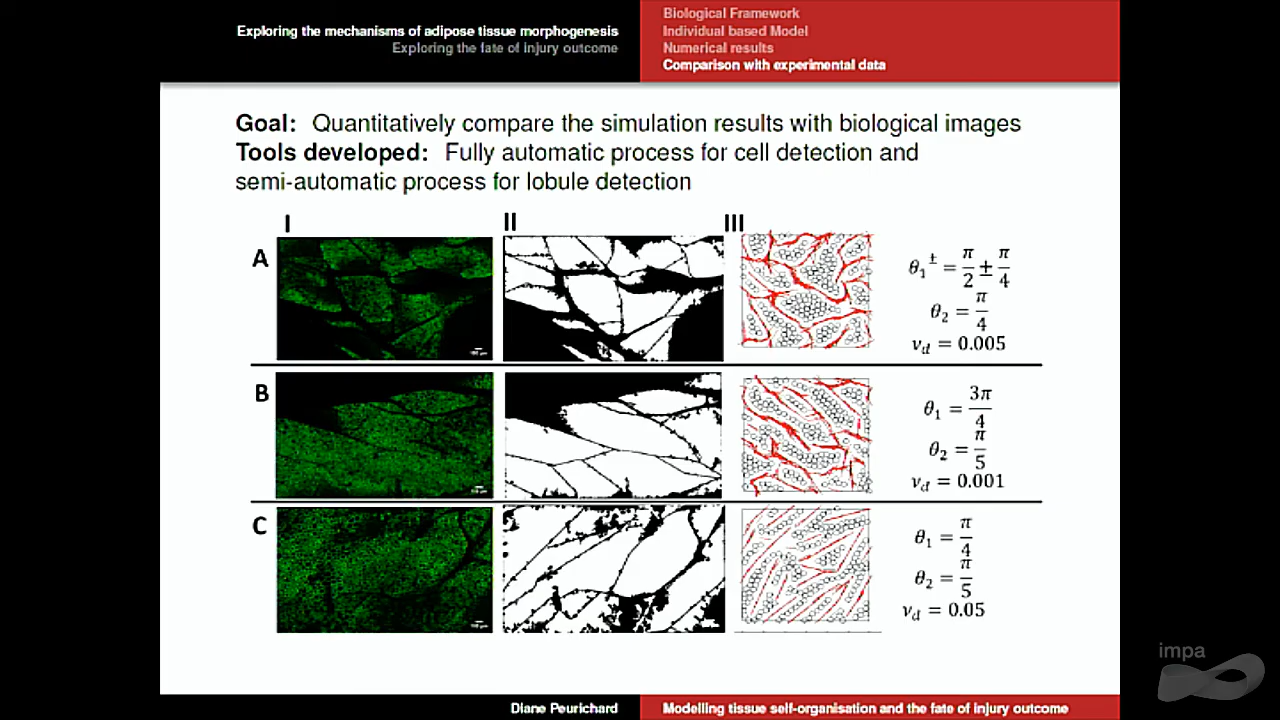 Exploring the mechanisms of adipose tissue morphogenesis
Exploring the fate of injury outcome
Biological Framework
Individual based Model
Numerical results
Comparison with experimental data
Goal: Quantitatively compare the simulation results with biological images
Tools developed: Fully automatic process for cell detection and
semi-automatic process for lobule detection
I II III
A
θ₁± = π/2 ± π/4
θ₂ = π/4
ν_d = 0.005
B
θ₁ = 3π/4
θ₂ = π/5
ν_d = 0.001
C
θ₁ = π/4
θ₂ = π/5
ν_d = 0.05
impa
Diane Peurichard
Modelling tissue self-organisation and the fate of injury outcome